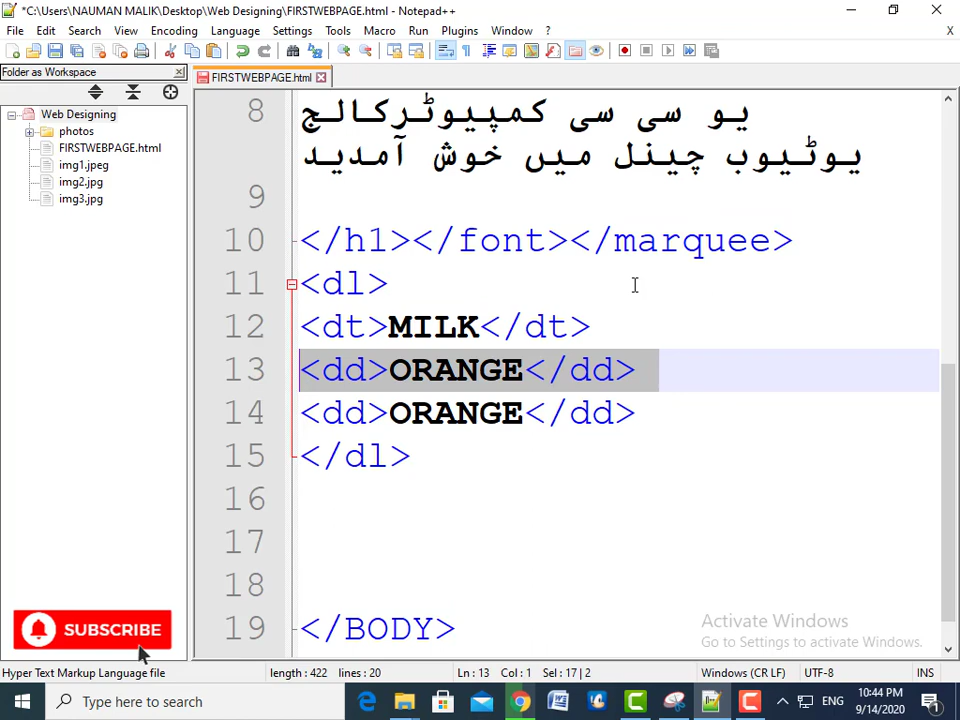 *C:\Users\NAUMAN MALIK\Desktop\Web Designing\FIRSTWEBPAGE.html - Notepad++
File Edit Search View Encoding Language Settings Tools Macro Run Plugins Window ? X
Folder as Workspace
FIRSTWEBPAGE.html
Web Designing
photos
FIRSTWEBPAGE.html
img1.jpeg
img2.jpg
img3.jpg
8 یو سی سی کمپیوٹرکالج
یوٹیوب چینل میں خوش آمدید
9
10 </h1></font></marquee>
11 <dl>
12 <dt>MILK</dt>
13 <dd>ORANGE</dd>
14 <dd>ORANGE</dd>
15 </dl>
16
17
18
19 </BODY>
SUBSCRIBE
Activate Windows
Go to Settings to activate Windows.
Hyper Text Markup Language file length : 422 lines : 20 Ln : 13 Col : 1 Sel : 17 | 2 Windows (CR LF) UTF-8 INS
Type here to search
ENG
10:44 PM
9/14/2020
1